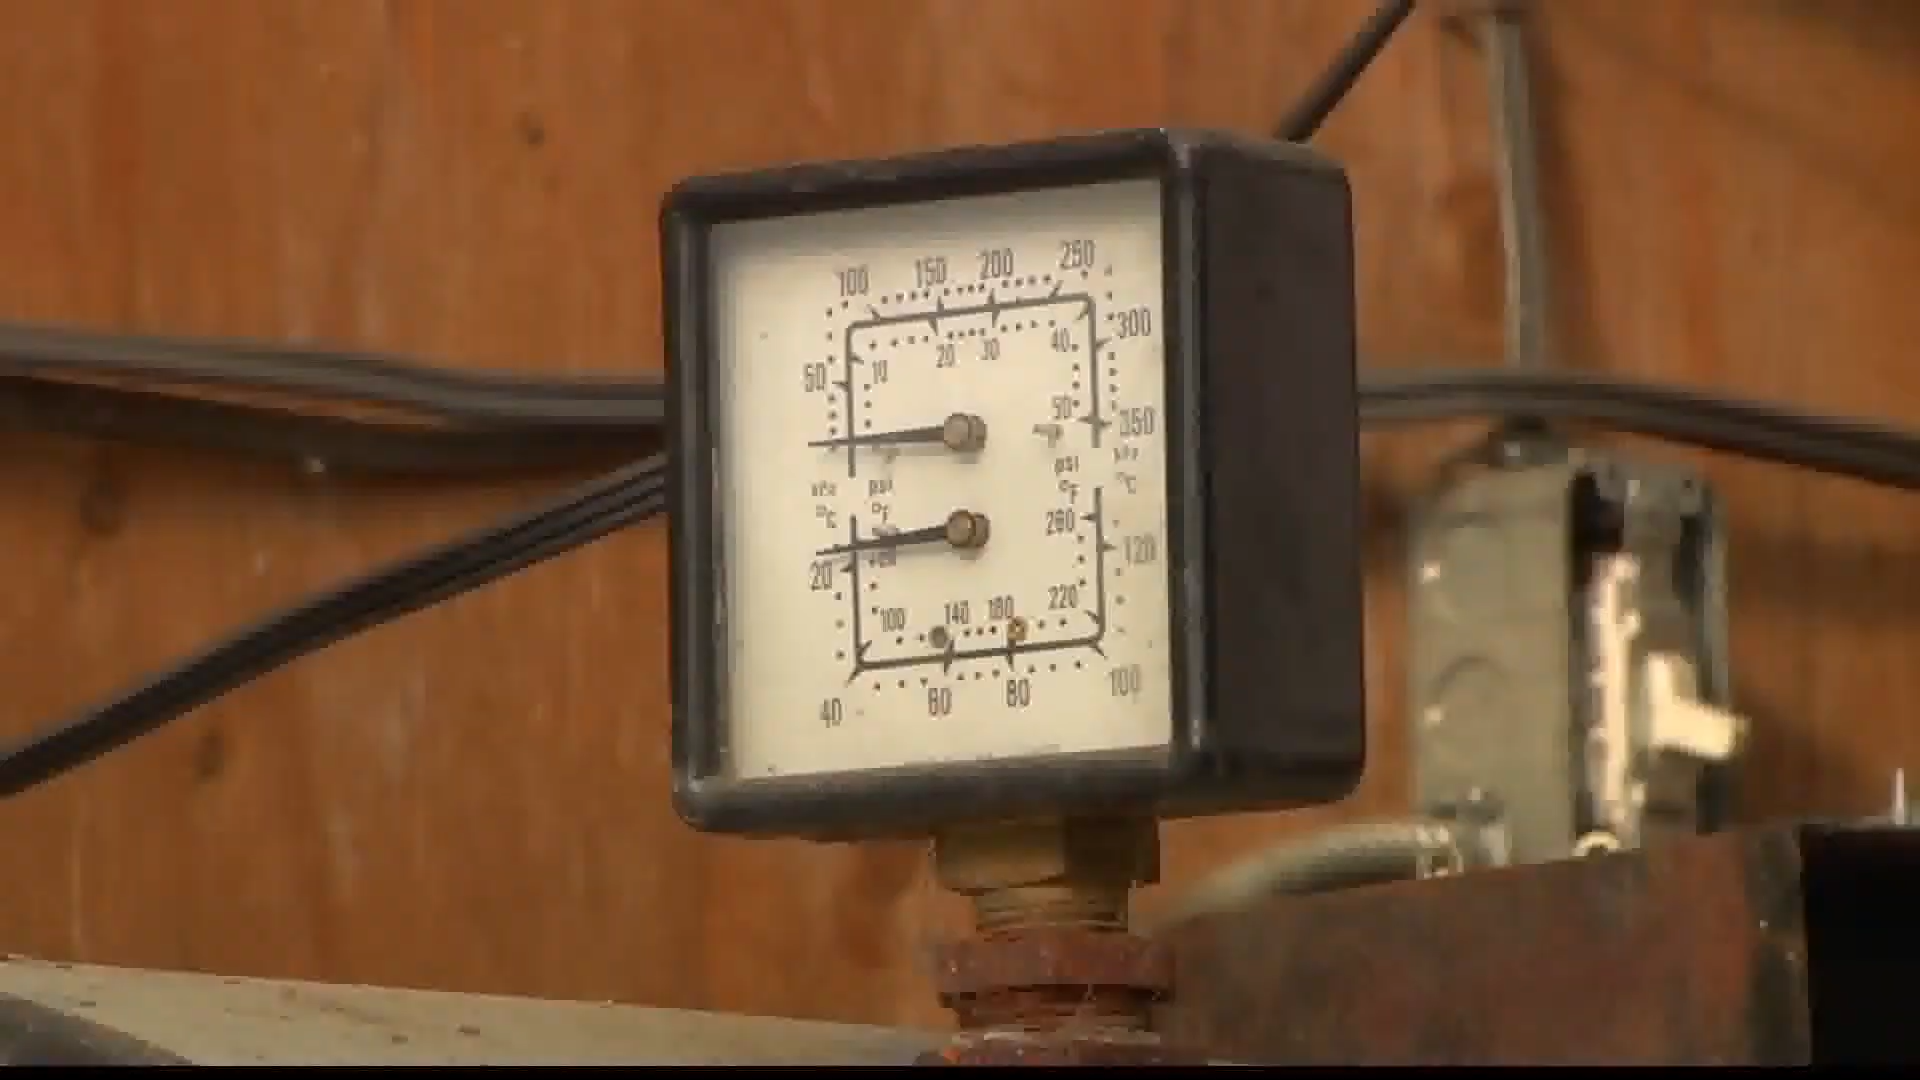 100 150 200 250
300
20 30 40
50 10
50 350
psi
kPa psi °F °C
°C °F
260 120
20
100 140 180 220
40 60 80 100